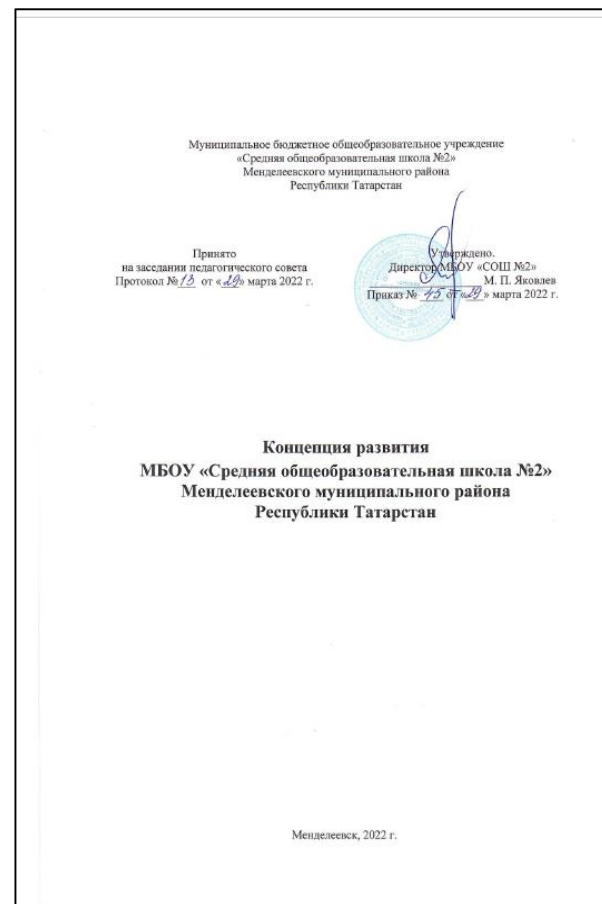 Муниципальное бюджетное общеобразовательное учреждение
«Средняя общеобразовательная школа №2»
Менделеевского муниципального района
Республики Татарстан
Принято
на заседании педагогического совета
Протокол № 13 от «29» марта 2022 г.
Утверждено.
Директор МБОУ «СОШ №2»
М. П. Яковлев
Приказ № 45 от «29» марта 2022 г.
Концепция развития
МБОУ «Средняя общеобразовательная школа №2»
Менделеевского муниципального района
Республики Татарстан
Менделеевск, 2022 г.